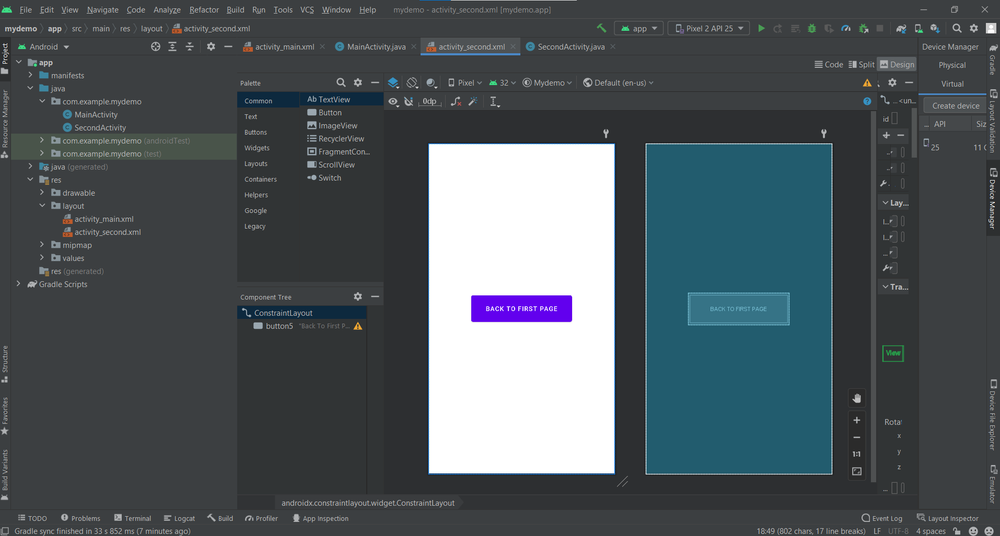 File Edit View Navigate Code Analyze Refactor Build Run Tools VCS Window Help mydemo - activity_second.xml [mydemo.app]
mydemo app src main res layout activity_second.xml app Pixel 2 API 25
Android activity_main.xml MainActivity.java activity_second.xml SecondActivity.java Device Manager
Code Split Design
Physical
Virtual
Create device
... API Siz
25 11 G
Project
Resource Manager
Structure
Favorites
Build Variants
app
manifests
java
com.example.mydemo
MainActivity
SecondActivity
com.example.mydemo (androidTest)
com.example.mydemo (test)
java (generated)
res
drawable
layout
activity_main.xml
activity_second.xml
mipmap
values
res (generated)
Gradle Scripts
Palette
Common
Text
Buttons
Widgets
Layouts
Containers
Helpers
Google
Legacy
Ab TextView
Button
ImageView
RecyclerView
FragmentCon...
ScrollView
Switch
Component Tree
ConstraintLayout
button5 "Back To First P...
Pixel 32 Mydemo Default (en-us)
0dp
BACK TO FIRST PAGE
BACK TO FIRST PAGE
1:1
... <un...
id
Lay...
Tra...
View
Rotat
x
y
z
...
Gradle
Layout Validation
Device Manager
Device File Explorer
Emulator
androidx.constraintlayout.widget.ConstraintLayout
TODO Problems Terminal Logcat Build Profiler App Inspection Event Log Layout Inspector
Gradle sync finished in 33 s 852 ms (7 minutes ago) 18:49 (802 chars, 17 line breaks) LF UTF-8 4 spaces